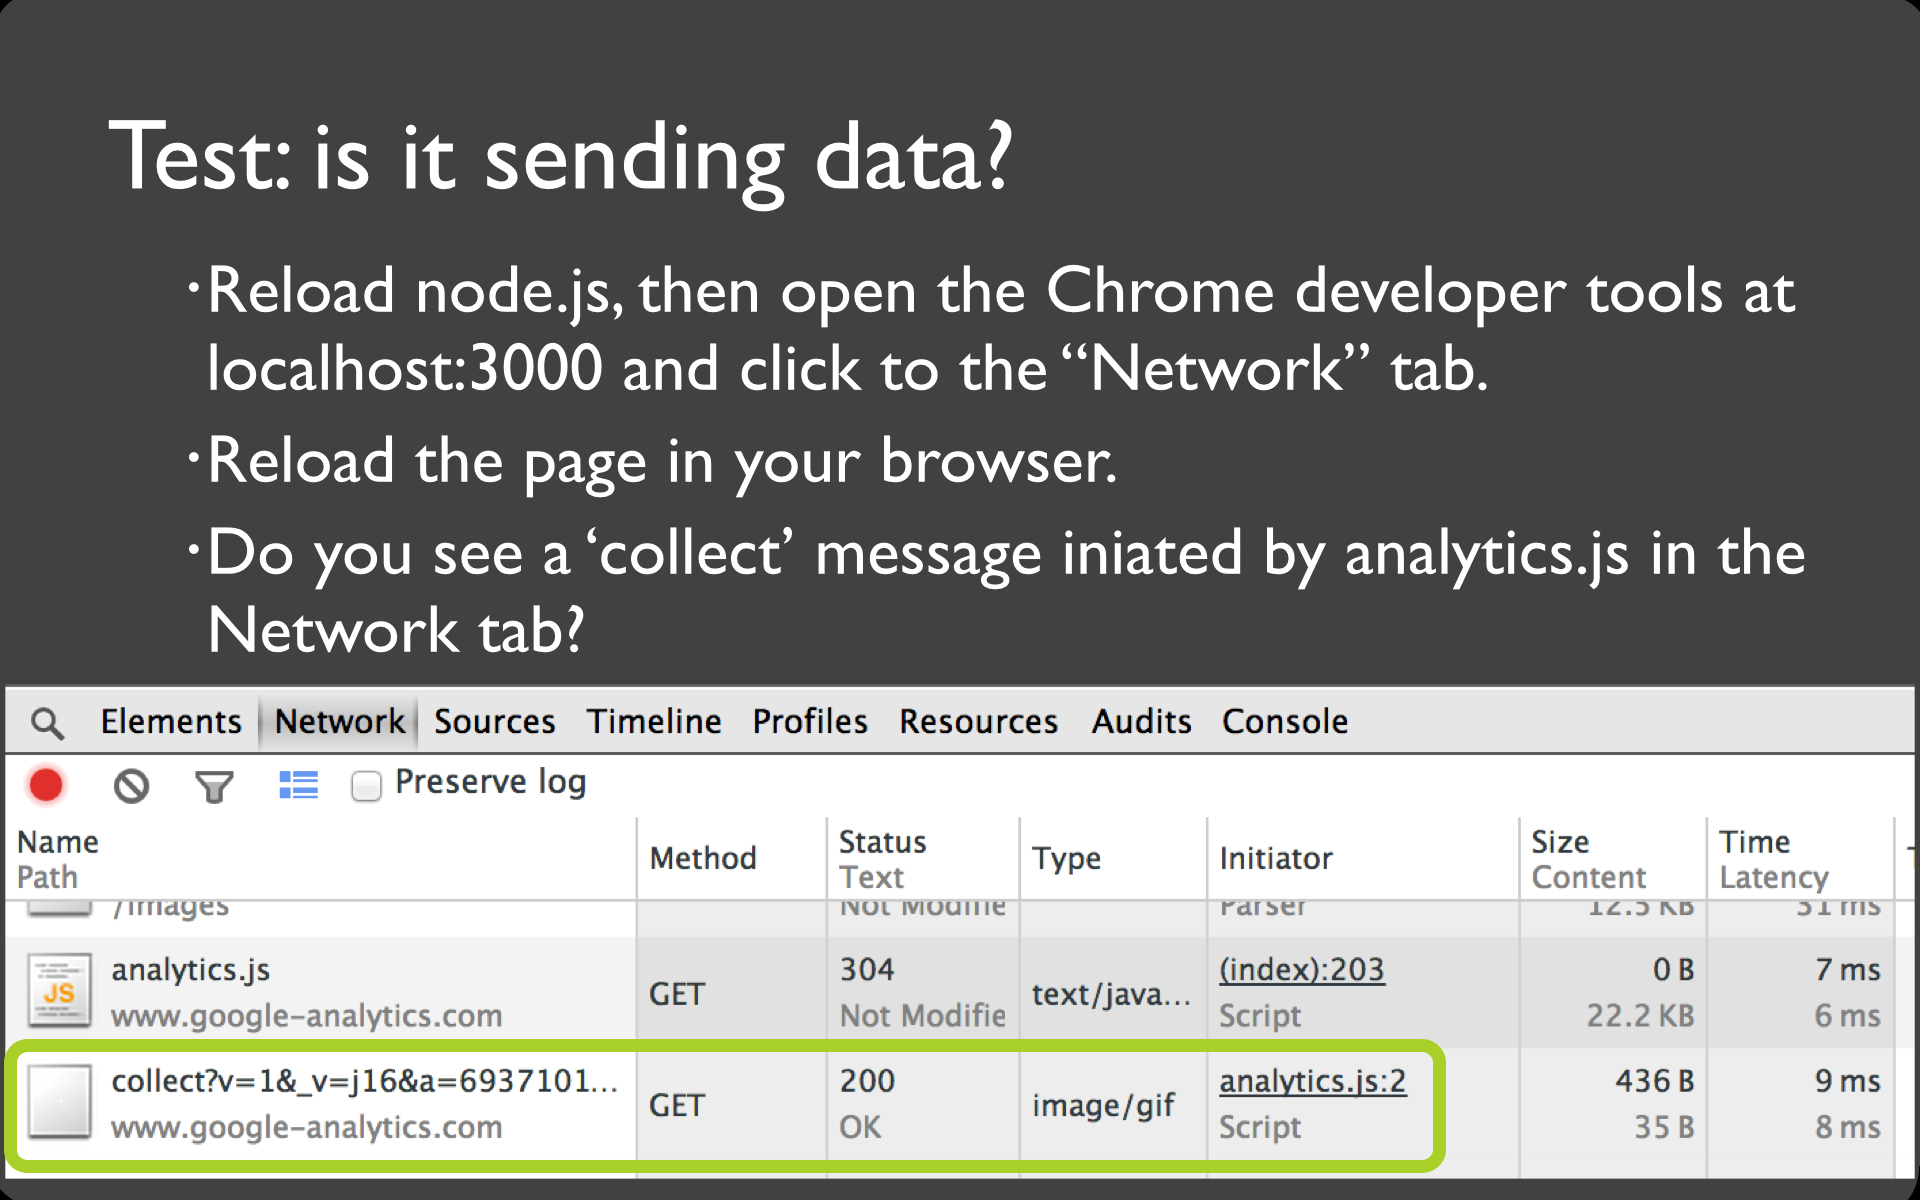 Test: is it sending data?
·Reload node.js, then open the Chrome developer tools at
localhost:3000 and click to the “Network” tab.
·Reload the page in your browser.
·Do you see a ‘collect’ message iniated by analytics.js in the
Network tab?
Elements Network Sources Timeline Profiles Resources Audits Console
Preserve log
Name Method Status Type Initiator Size Time
Path Text Content Latency
/images Not Modifie Parser 12.5 KB 31 ms
analytics.js GET 304 text/java... (index):203 0 B 7 ms
www.google-analytics.com Not Modifie Script 22.2 KB 6 ms
JS
collect?v=1&_v=j16&a=6937101... GET 200 image/gif analytics.js:2 436 B 9 ms
www.google-analytics.com OK Script 35 B 8 ms